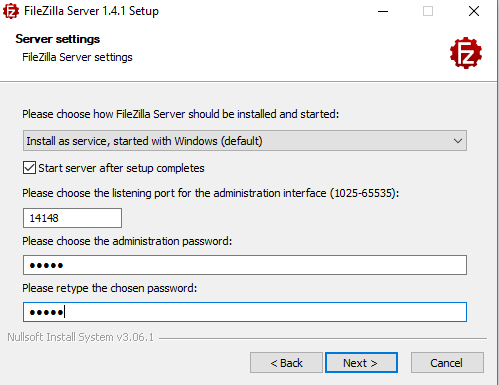 FileZilla Server 1.4.1 Setup
Server settings
FileZilla Server settings
Fz
Please choose how FileZilla Server should be installed and started:
Install as service, started with Windows (default)
Start server after setup completes
Please choose the listening port for the administration interface (1025-65535):
14148
Please choose the administration password:
●●●●●
Please retype the chosen password:
●●●●●
Nullsoft Install System v3.06.1
< Back Next > Cancel